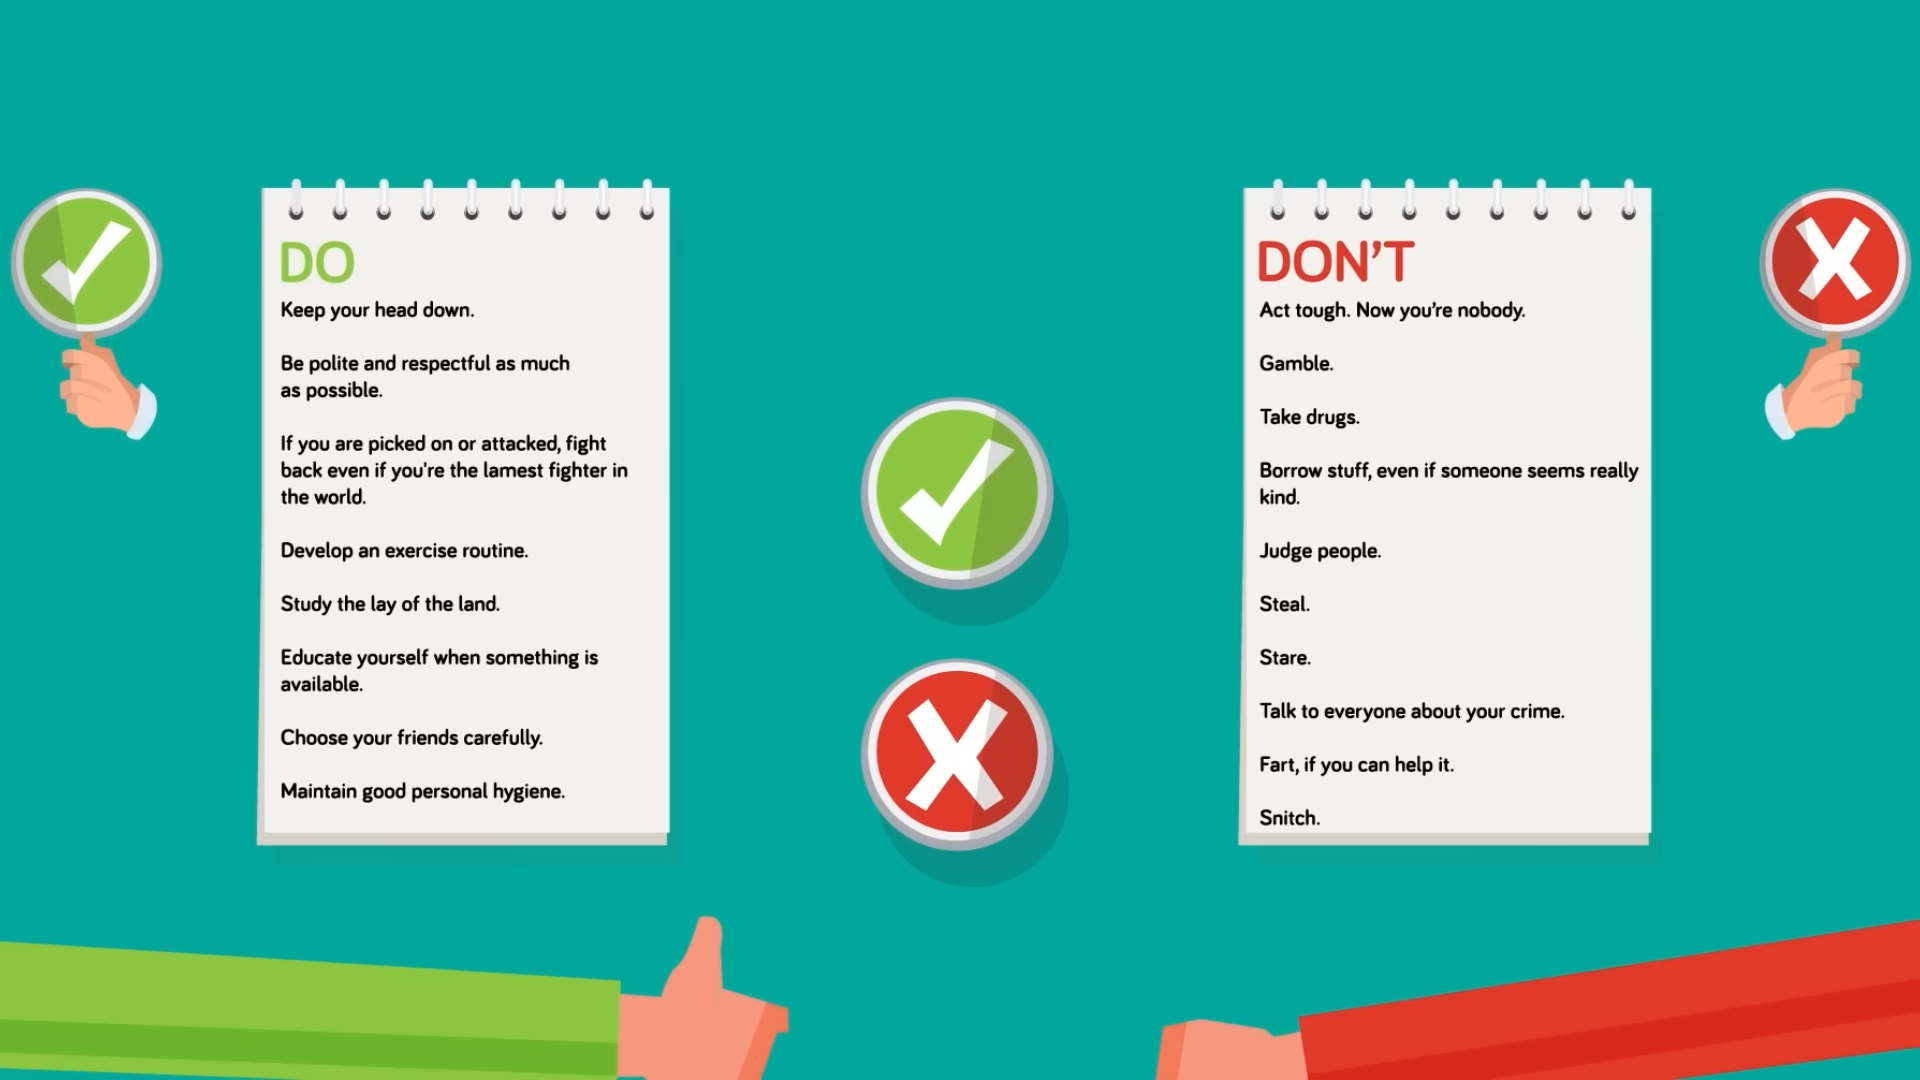 DO
Keep your head down.
Be polite and respectful as much
as possible.
If you are picked on or attacked, fight
back even if you're the lamest fighter in
the world.
Develop an exercise routine.
Study the lay of the land.
Educate yourself when something is
available.
Choose your friends carefully.
Maintain good personal hygiene.
DON'T
Act tough. Now you're nobody.
Gamble.
Take drugs.
Borrow stuff, even if someone seems really
kind.
Judge people.
Steal.
Stare.
Talk to everyone about your crime.
Fart, if you can help it.
Snitch.